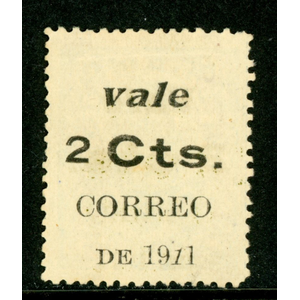 vale
2 Cts.
CORREO
DE 1911